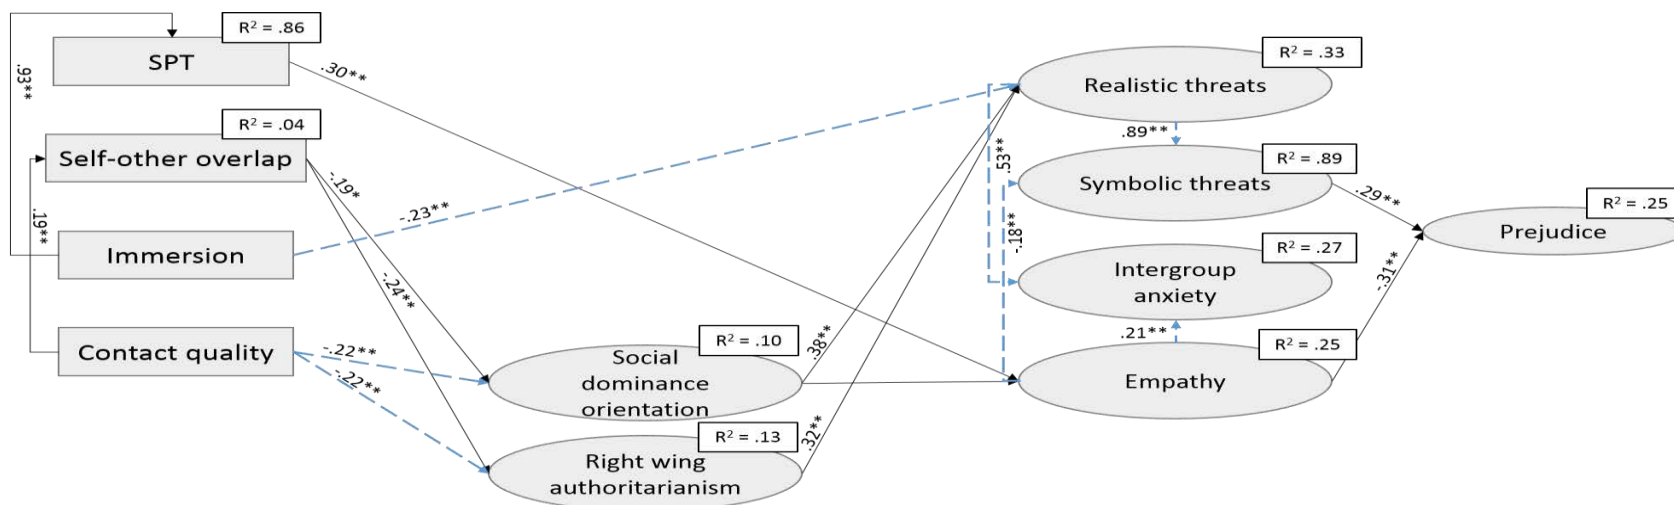 R² = .86
SPT
.93**
.30**
R² = .04
Self-other overlap
.19**
-.19*
-.24**
Immersion
-.23**
Contact quality
-.22**
-.22**
R² = .10
Social
dominance
orientation
.38**
R² = .13
Right wing
authoritarianism
.32**
R² = .33
Realistic threats
.89**
.53**
R² = .89
Symbolic threats
.29**
-.18**
R² = .27
Intergroup
anxiety
.21**
R² = .25
Empathy
-.31**
R² = .25
Prejudice